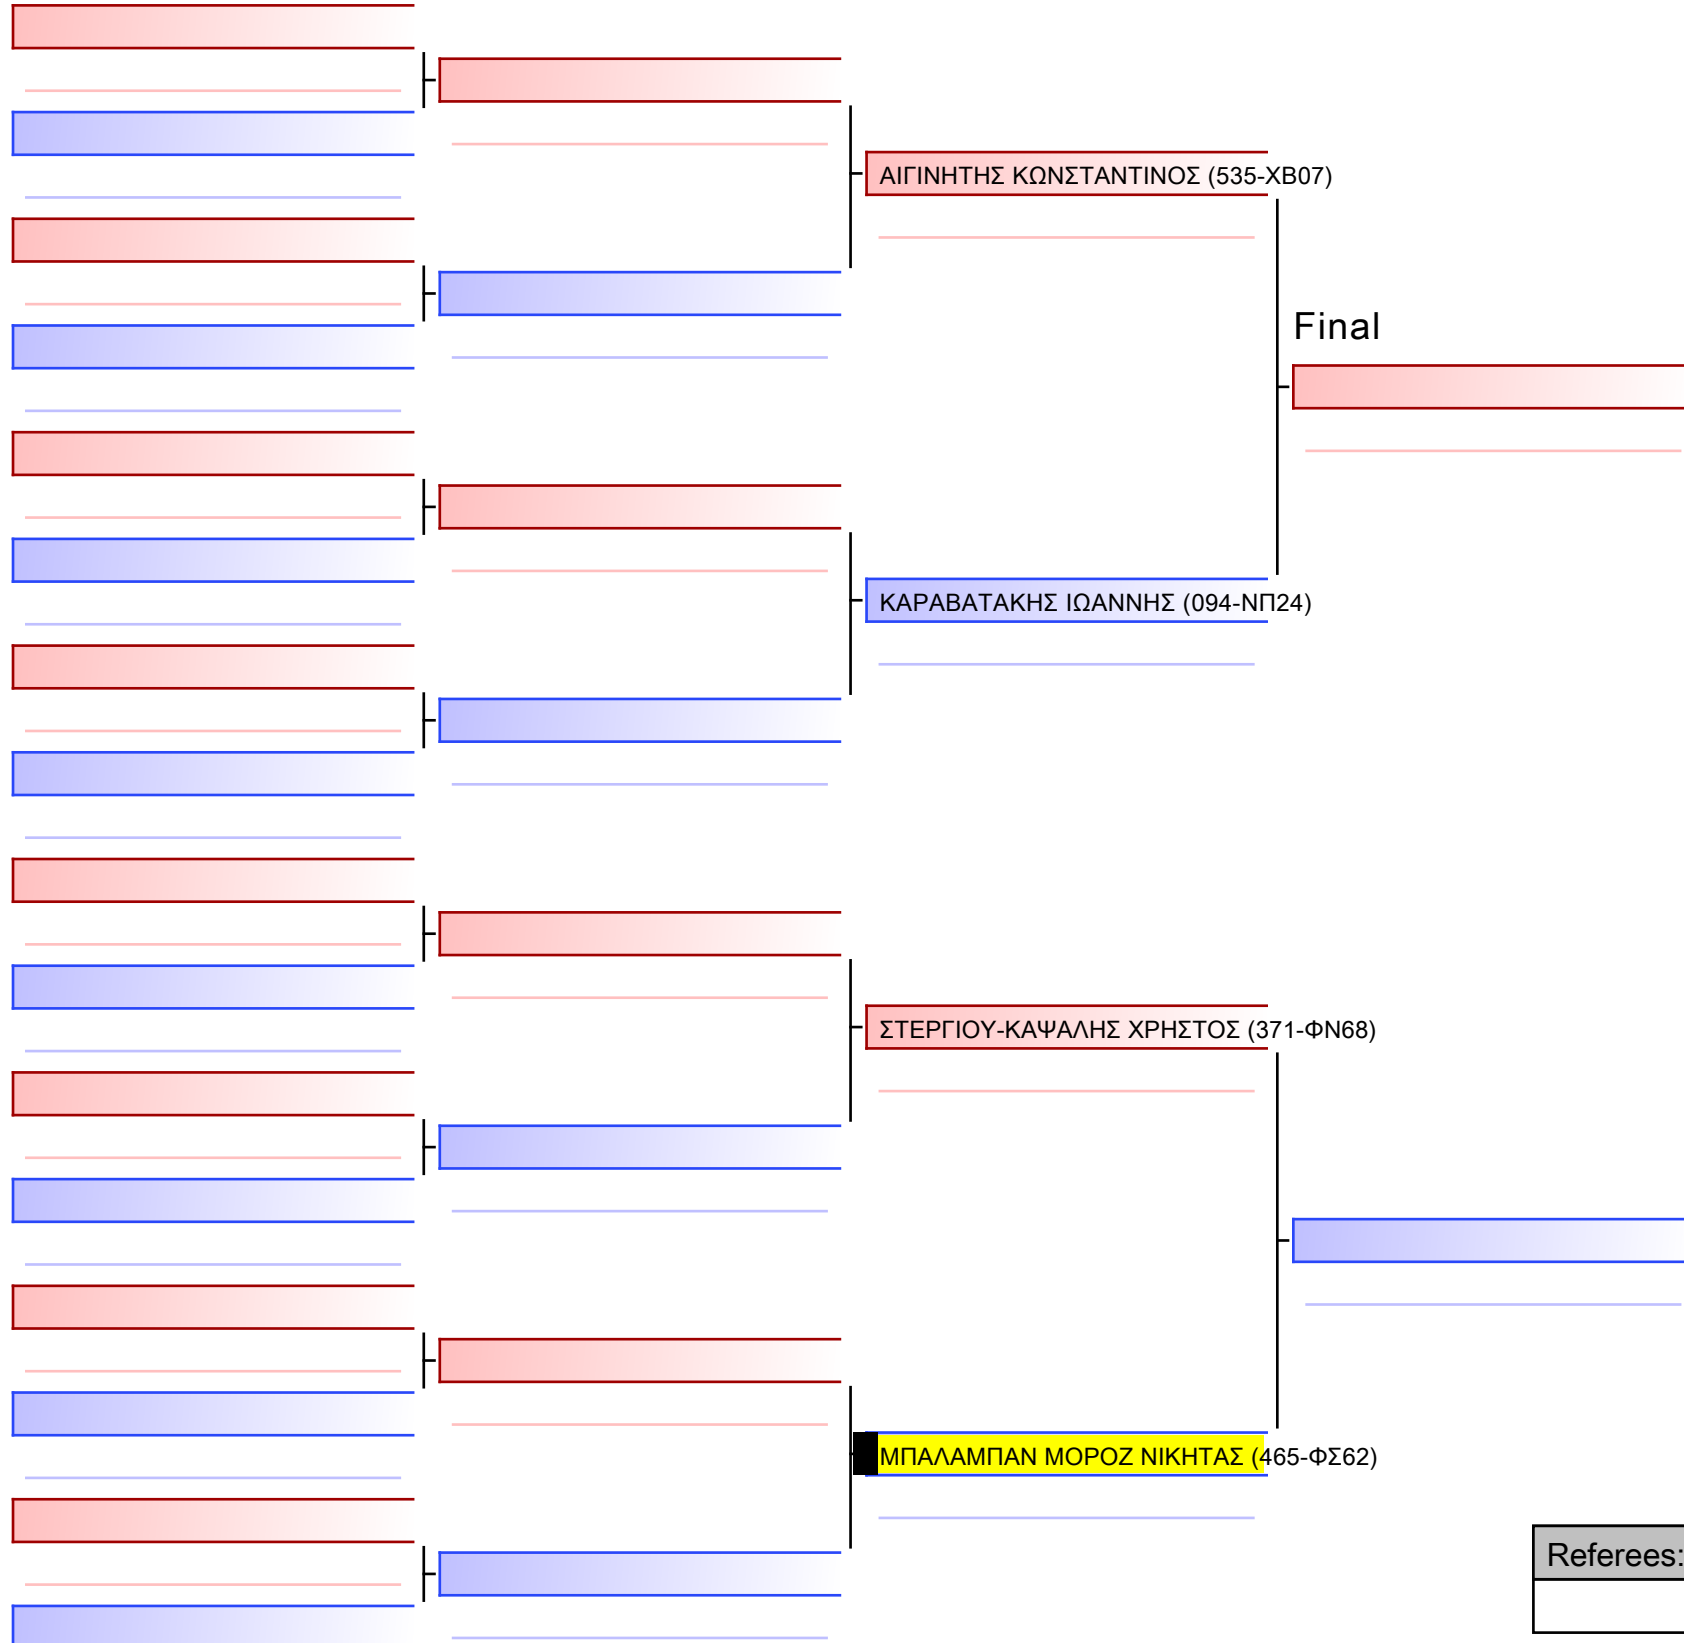 ΑΙΓΙΝΗΤΗΣ ΚΩΝΣΤΑΝΤΙΝΟΣ (535-ΧΒ07)
Final
ΚΑΡΑΒΑΤΑΚΗΣ ΙΩΑΝΝΗΣ (094-ΝΠ24)
ΣΤΕΡΓΙΟΥ-ΚΑΨΑΛΗΣ ΧΡΗΣΤΟΣ (371-ΦΝ68)
ΜΠΑΛΑΜΠΑΝ ΜΟΡΟΖ ΝΙΚΗΤΑΣ (465-ΦΣ62)
Referees: